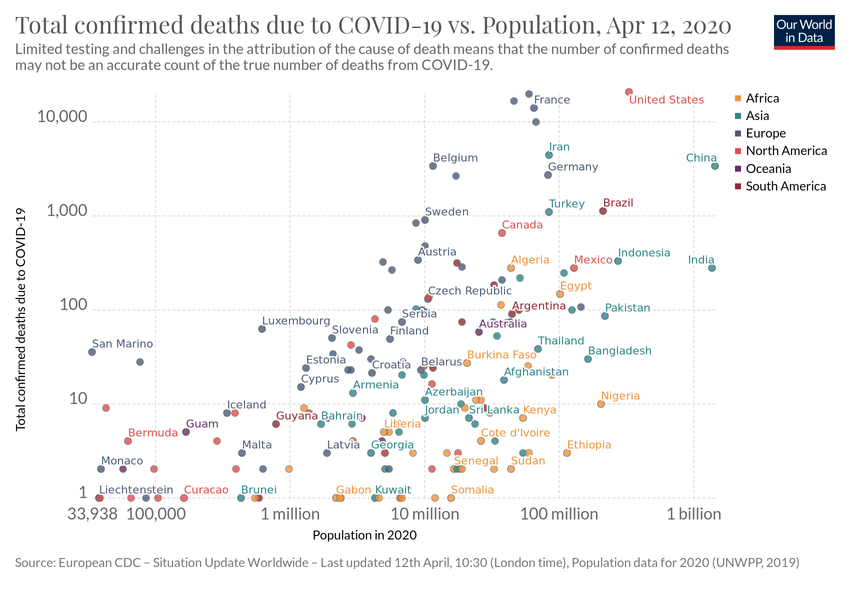 Total confirmed deaths due to COVID-19 vs. Population, Apr 12, 2020
Our World
in Data
Limited testing and challenges in the attribution of the cause of death means that the number of confirmed deaths
may not be an accurate count of the true number of deaths from COVID-19.
France
United States
10,000
Iran
Belgium
Germany
China
Turkey
Brazil
Sweden
1,000
Canada
Austria
Algeria
Mexico
Indonesia
India
Czech Republic
Egypt
100
Serbia
Argentina
Pakistan
Luxembourg
Slovenia
Finland
Australia
San Marino
Thailand
Bangladesh
Estonia
Croatia
Belarus
Burkina Faso
Cyprus
Armenia
Afghanistan
Azerbaijan
10
Nigeria
Iceland
Guyana
Bahrain
Jordan
Sri Lanka
Kenya
Guam
Liberia
Bermuda
Cote d'Ivoire
Malta
Latvia
Georgia
Ethiopia
Monaco
Senegal
Sudan
Liechtenstein
Curacao
Brunei
Gabon
Kuwait
Somalia
1
33,938
100,000
1 million
10 million
100 million
1 billion
Population in 2020
Total confirmed deaths due to COVID-19
Africa
Asia
Europe
North America
Oceania
South America
Source: European CDC – Situation Update Worldwide – Last updated 12th April, 10:30 (London time), Population data for 2020 (UNWPP, 2019)